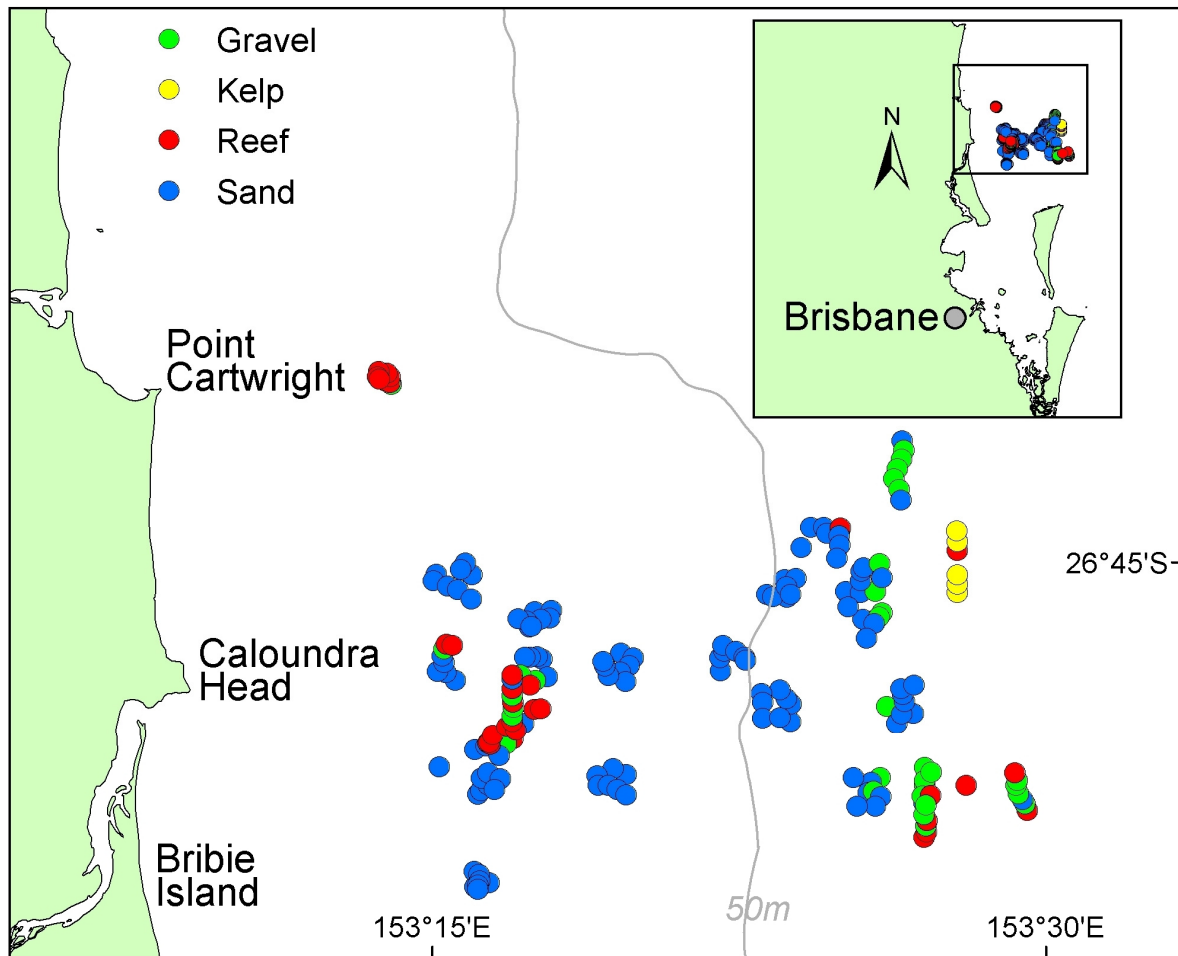 Gravel
Kelp
Reef
Sand
N
Brisbane
Point
Cartwright
26°45'S
Caloundra
Head
Bribie
Island
50m
153°15'E
153°30'E